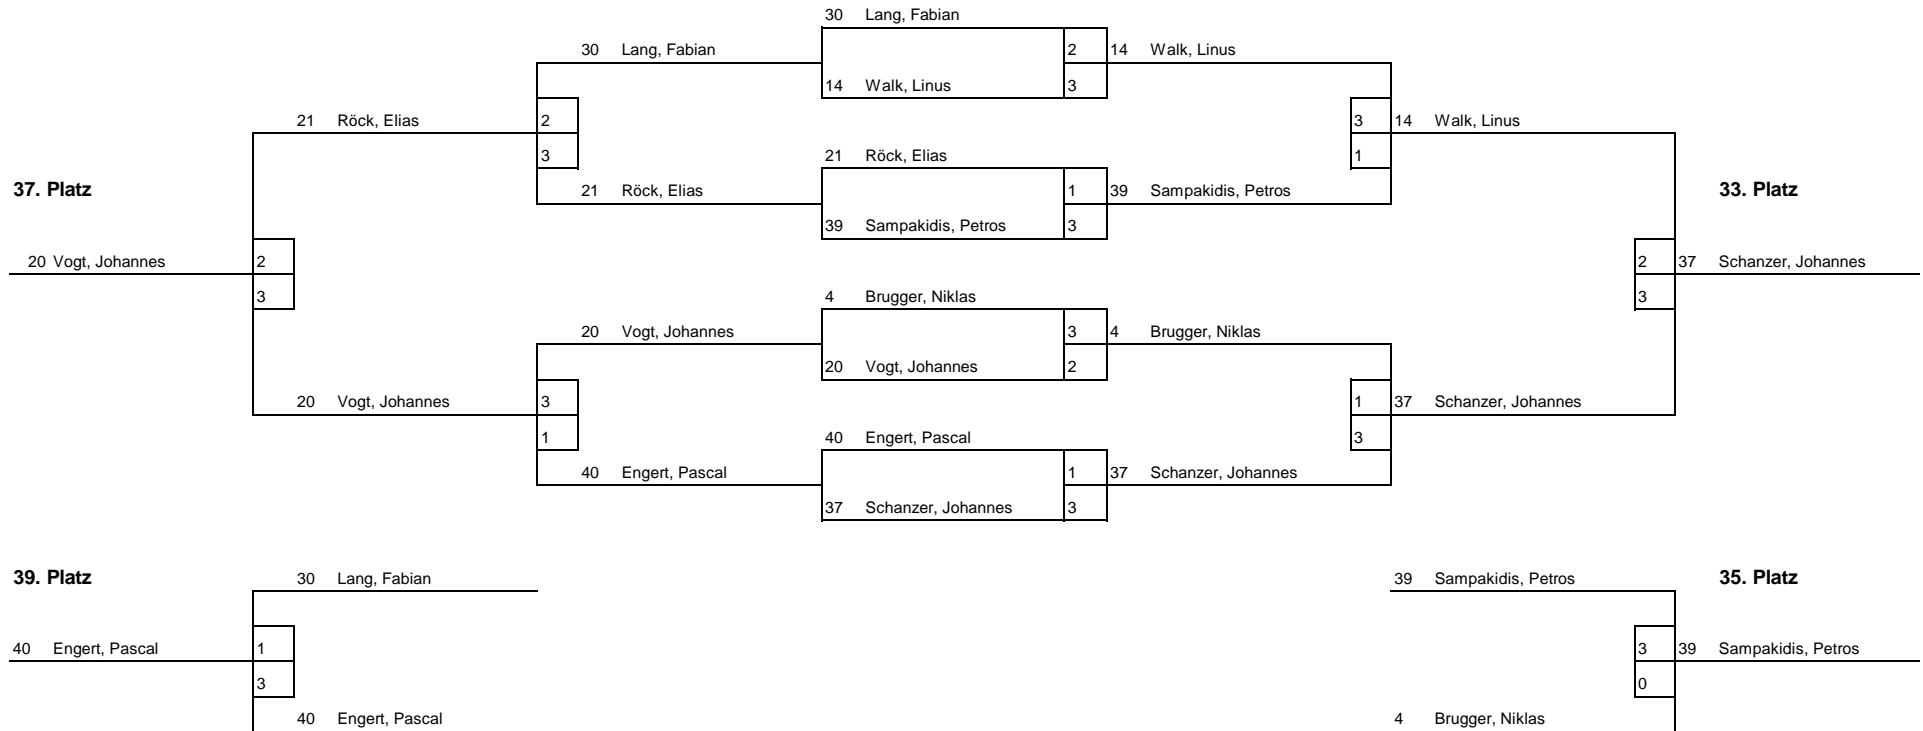 30 Lang, Fabian
30 Lang, Fabian 2 14 Walk, Linus
14 Walk, Linus 3
21 Röck, Elias 2 3 14 Walk, Linus
3 21 Röck, Elias 1
37. Platz 21 Röck, Elias 1 39 Sampakidis, Petros 33. Platz
39 Sampakidis, Petros 3
20 Vogt, Johannes 2 2 37 Schanzer, Johannes
3 4 Brugger, Niklas 3
20 Vogt, Johannes 3 4 Brugger, Niklas
20 Vogt, Johannes 2
20 Vogt, Johannes 3 1 37 Schanzer, Johannes
1 40 Engert, Pascal 3
40 Engert, Pascal 1 37 Schanzer, Johannes
37 Schanzer, Johannes 3
39. Platz 30 Lang, Fabian 39 Sampakidis, Petros 35. Platz
40 Engert, Pascal 1 3 39 Sampakidis, Petros
3 0
40 Engert, Pascal 4 Brugger, Niklas